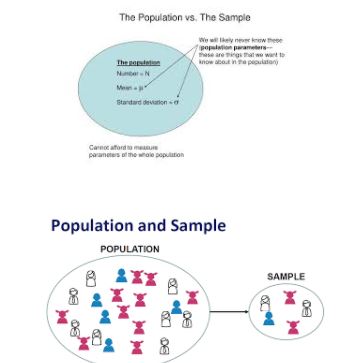 The Population vs. The Sample
We will likely never know these
(population parameters—
these are things that we want to
know about in the population)
The population
Number = N
Mean = μ
Standard deviation = σ
Cannot afford to measure
parameters of the whole population
Population and Sample
POPULATION
SAMPLE